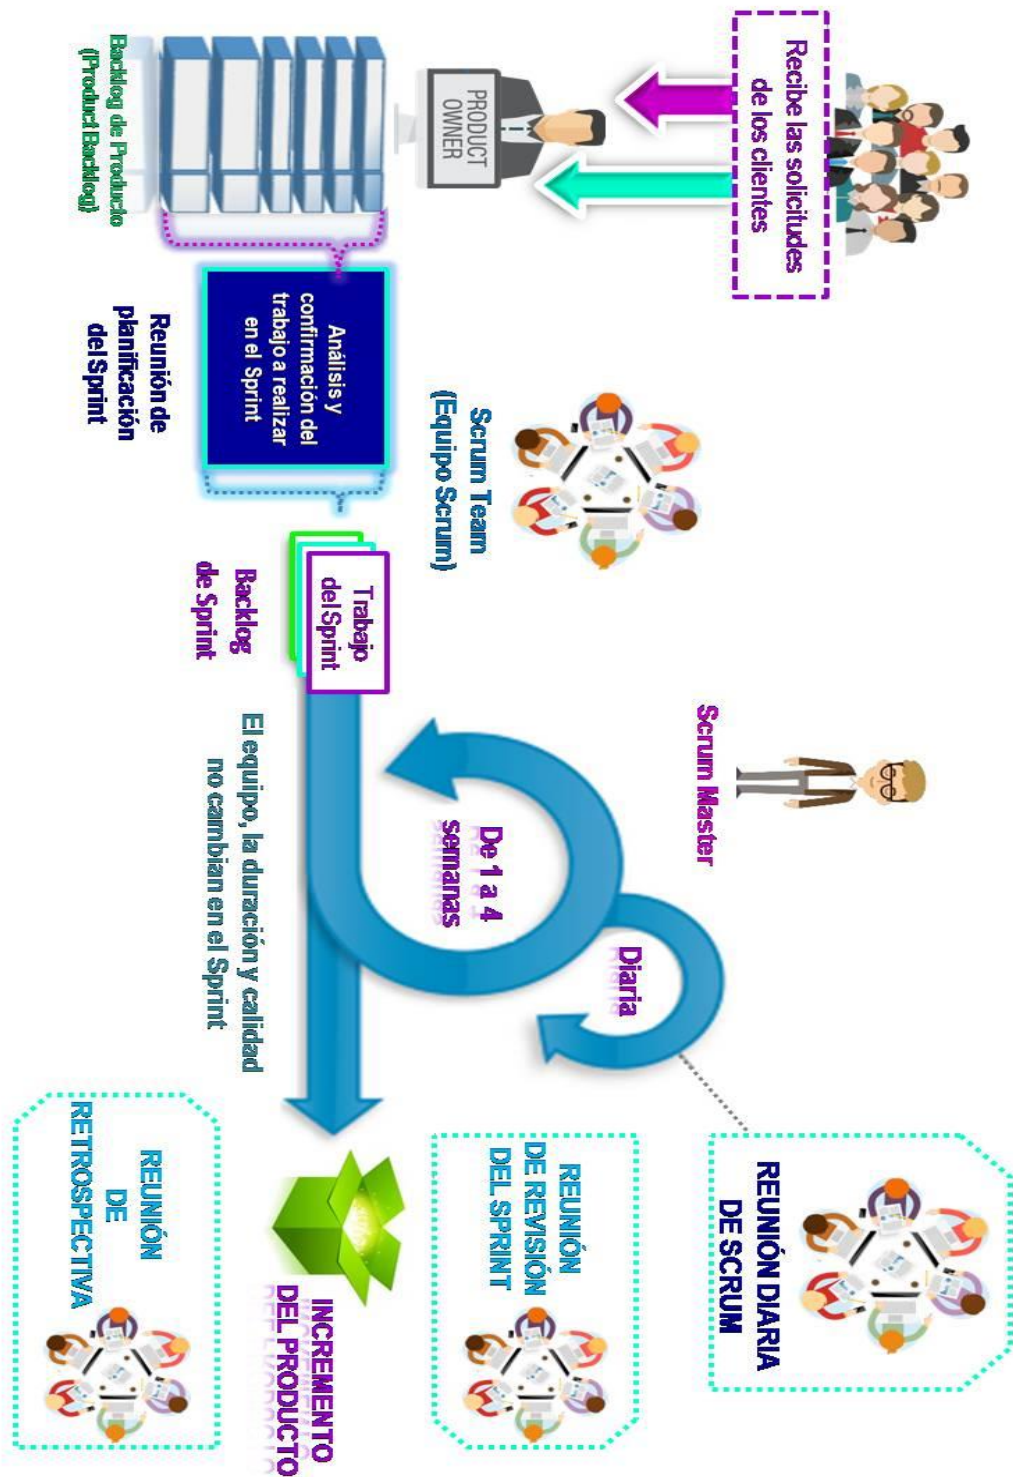 Recibe las solicitudes
de los clientes
PRODUCT
OWNER
Backlog de Producto
(Product Backlog)
Análisis y
confirmación del
trabajo a realizar
en el Sprint
Reunión de
planificación
del Sprint
Scrum Team
(Equipo Scrum)
Trabajo
del Sprint
Backlog
de Sprint
Scrum Master
De 1 a 4
semanas
Diaria
El equipo, la duración y calidad
no cambian en el Sprint
REUNIÓN DIARIA
DE SCRUM
REUNIÓN
DE REVISIÓN
DEL SPRINT
INCREMENTO
DEL PRODUCTO
REUNIÓN
DE
RETROSPECTIVA